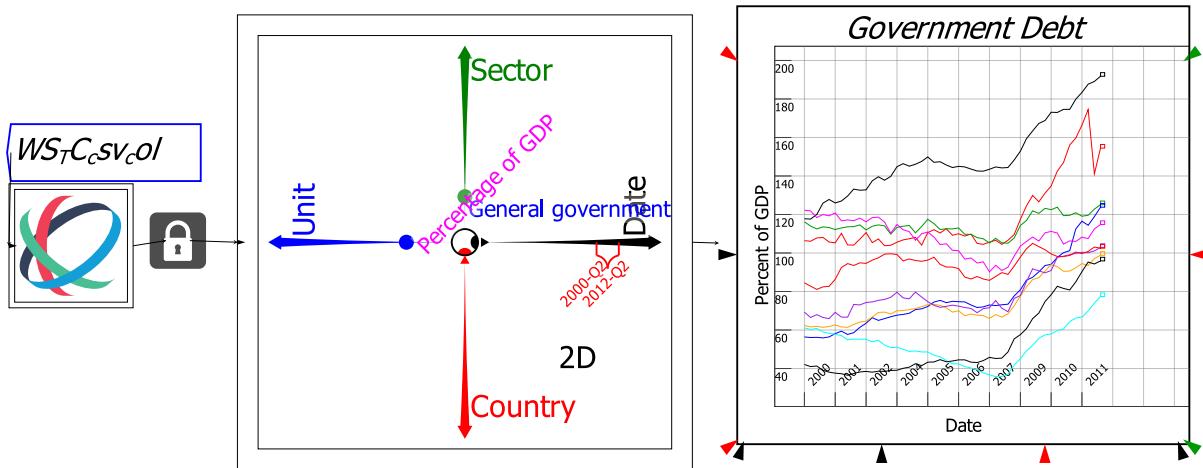 WS_TC_csv_col
Sector
Percentage of GDP
Unit
General government
Date
2000-Q2
2012-Q2
2D
Country
Government Debt
200
180
160
140
120
100
80
60
40
Percent of GDP
2000
2001
2002
2004
2005
2006
2007
2009
2010
2011
Date